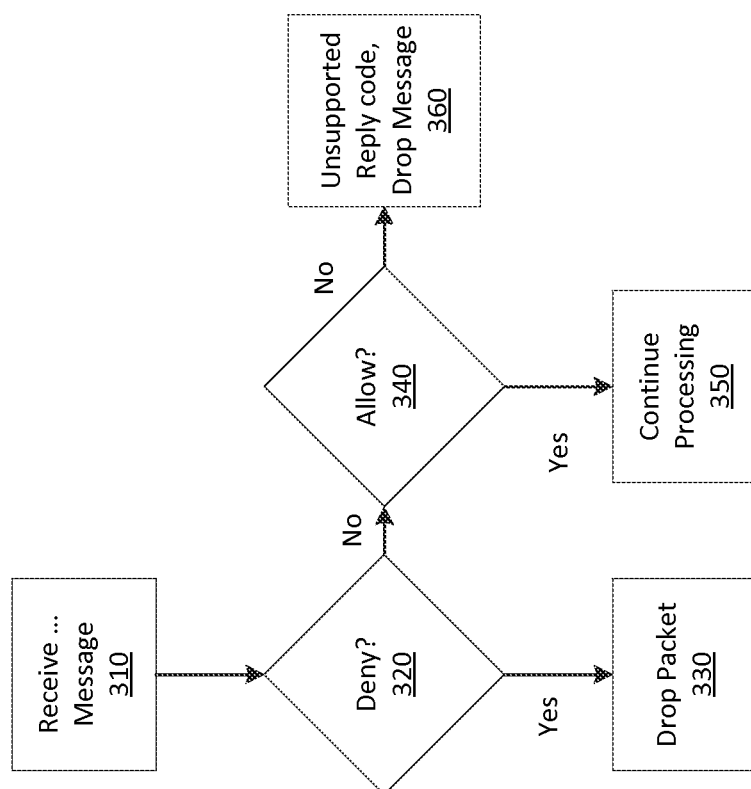 Receive ...
Message
310
Deny?
320
Yes
Drop Packet
330
No
Allow?
340
Yes
Continue
Processing
350
No
Unsupported
Reply code,
Drop Message
360